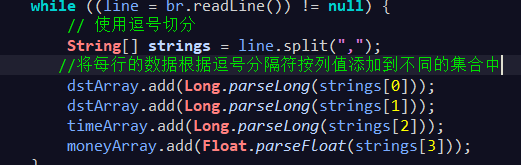 while ((line = br.readLine()) != null) {
// 使用逗号切分
String[] strings = line.split(",");
//将每行的数据根据逗号分隔符按列值添加到不同的集合中
dstArray.add(Long.parseLong(strings[0]));
dstArray.add(Long.parseLong(strings[1]));
timeArray.add(Long.parseLong(strings[2]));
moneyArray.add(Float.parseFloat(strings[3]));
}